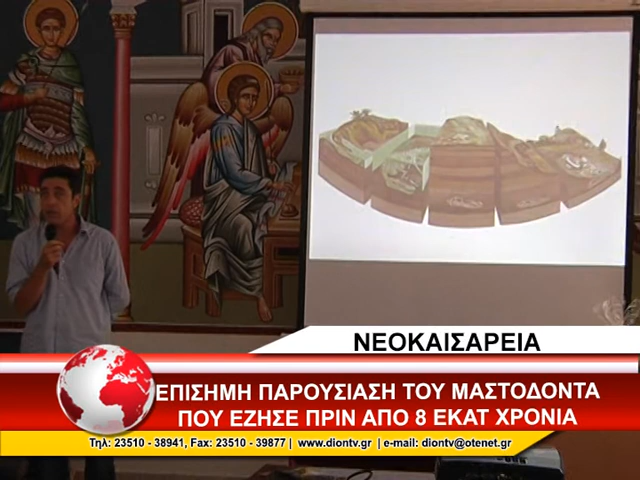 ΝΕΟΚΑΙΣΑΡΕΙΑ
ΕΠΙΣΗΜΗ ΠΑΡΟΥΣΙΑΣΗ ΤΟΥ ΜΑΣΤΟΔΟΝΤΑ
ΠΟΥ ΕΖΗΣΕ ΠΡΙΝ ΑΠΟ 8 ΕΚΑΤ ΧΡΟΝΙΑ
Τηλ: 23510 - 38941, Fax: 23510 - 39877 | www.diontv.gr | e-mail: diontv@otenet.gr